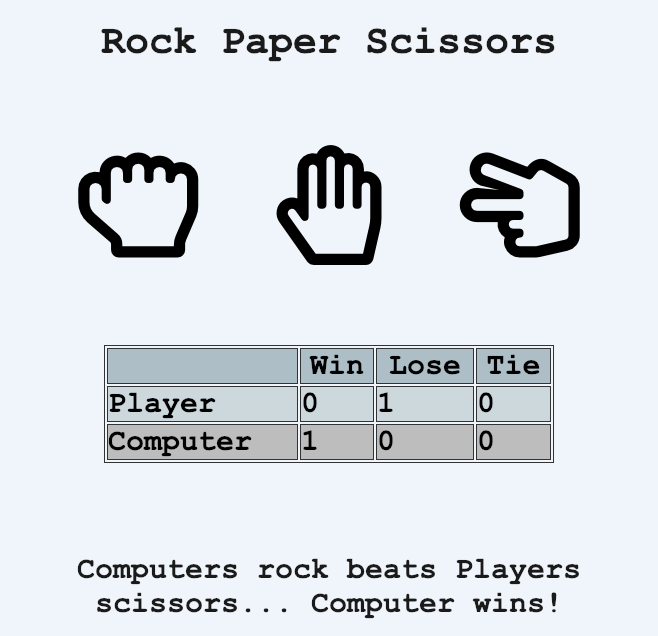 Rock Paper Scissors
Win Lose Tie
Player 0 1 0
Computer 1 0 0
Computers rock beats Players
scissors... Computer wins!